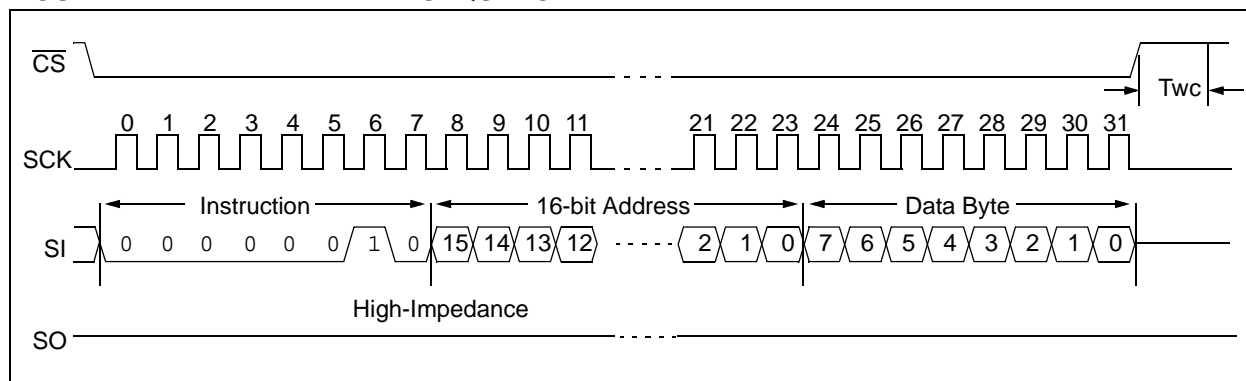 CS
Twc
0 1 2 3 4 5 6 7 8 9 10 11 21 22 23 24 25 26 27 28 29 30 31
SCK
Instruction 16-bit Address Data Byte
SI 0 0 0 0 0 0 1 0 15 14 13 12 2 1 0 7 6 5 4 3 2 1 0
High-Impedance
SO